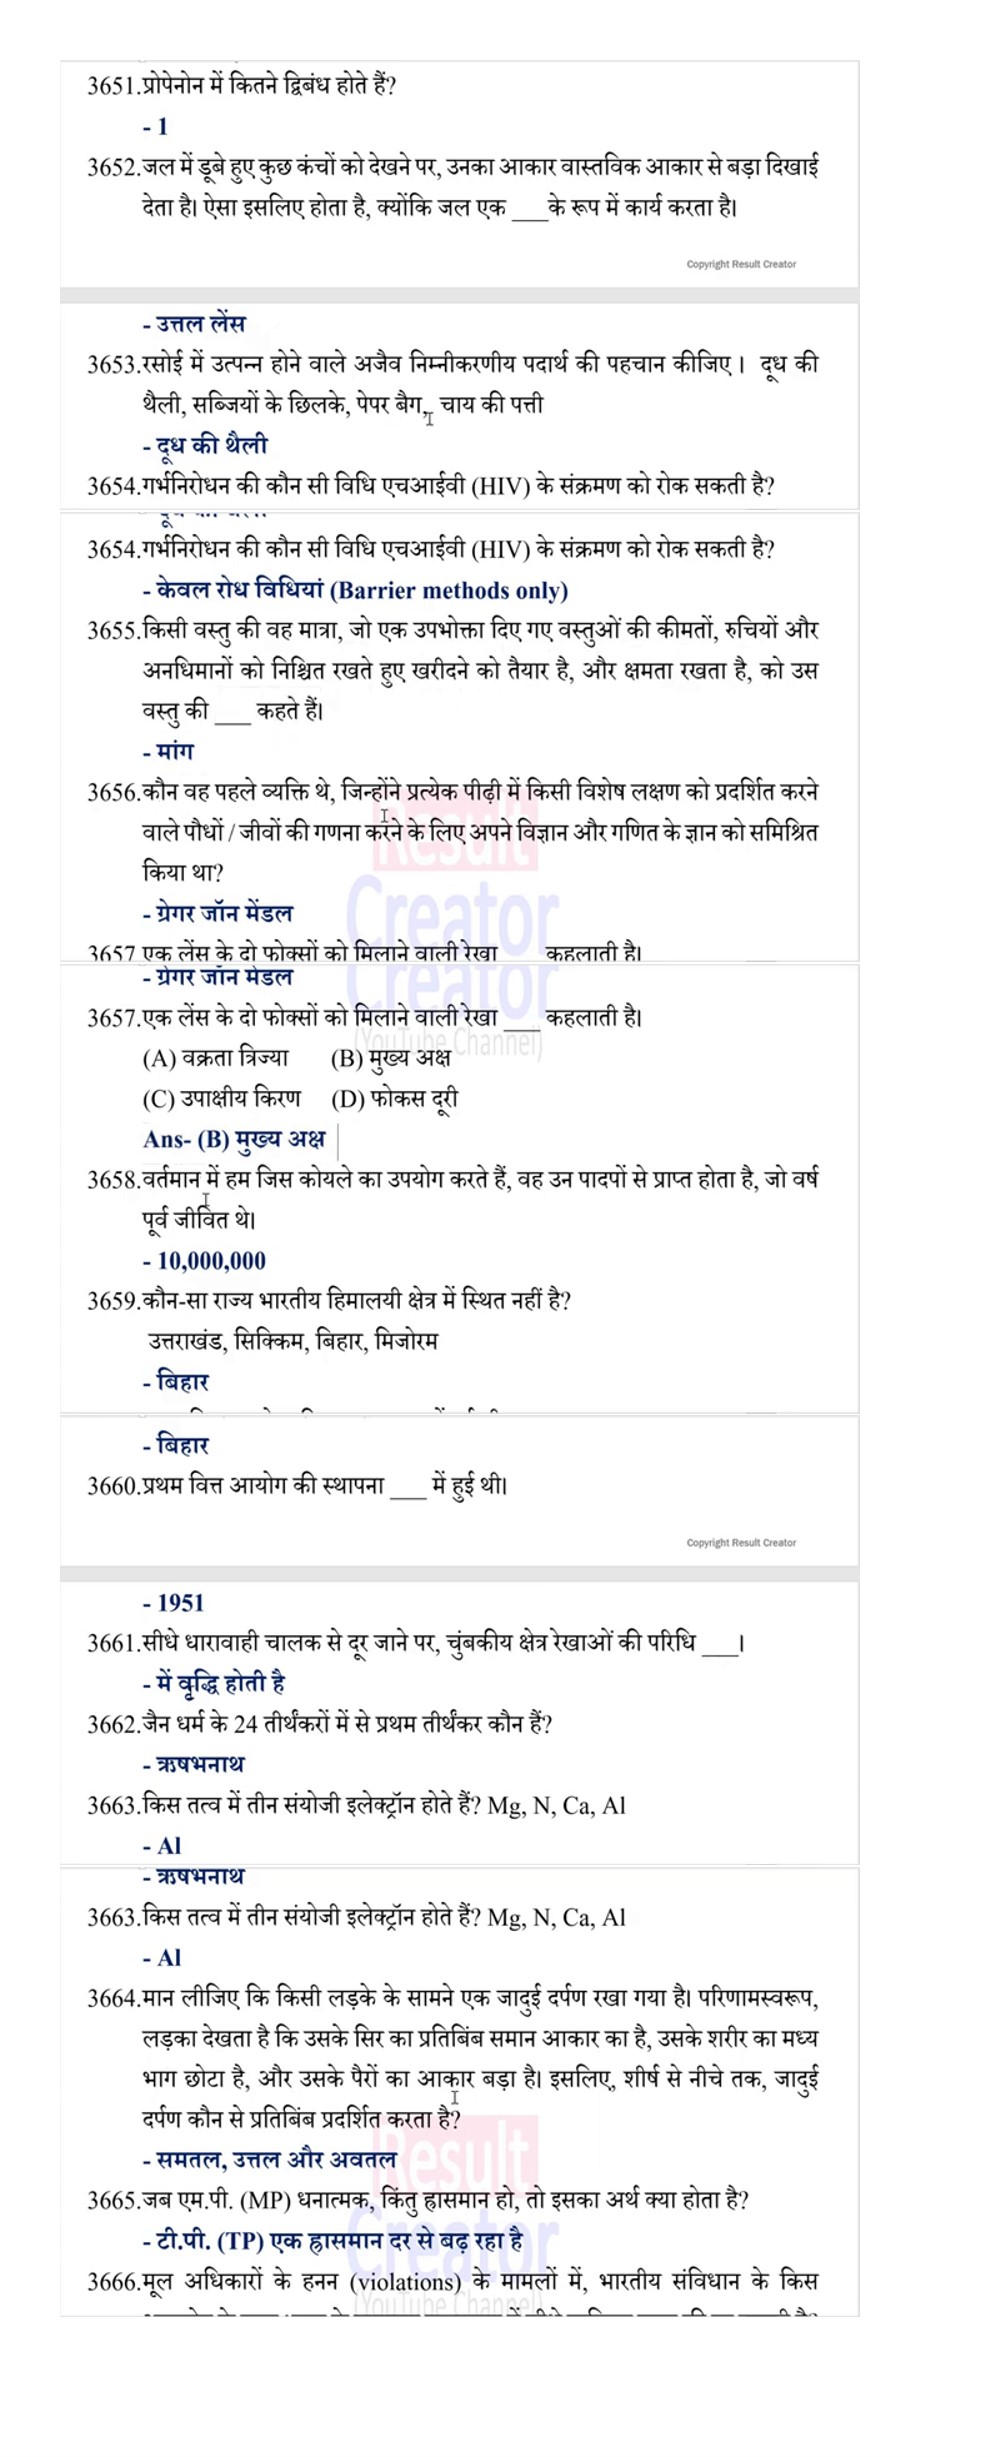 3651.प्रोपेनोन में कितने द्विबंध होते हैं?
- 1
3652.जल में डूबे हुए कुछ कंचों को देखने पर, उनका आकार वास्तविक आकार से बड़ा दिखाई
देता है। ऐसा इसलिए होता है, क्योंकि जल एक ___के रूप में कार्य करता है।
Copyright Result Creator
- उत्तल लेंस
3653.रसोई में उत्पन्न होने वाले अजैव निम्नीकरणीय पदार्थ की पहचान कीजिए। दूध की
थैली, सब्जियों के छिलके, पेपर बैग, चाय की पत्ती
- दूध की थैली
3654.गर्भनिरोधन की कौन सी विधि एचआईवी (HIV) के संक्रमण को रोक सकती है?
3654.गर्भनिरोधन की कौन सी विधि एचआईवी (HIV) के संक्रमण को रोक सकती है?
- केवल रोध विधियां (Barrier methods only)
3655.किसी वस्तु की वह मात्रा, जो एक उपभोक्ता दिए गए वस्तुओं की कीमतों, रुचियों और
अनधिमानों को निश्चित रखते हुए खरीदने को तैयार है, और क्षमता रखता है, को उस
वस्तु की ___ कहते हैं।
- मांग
3656.कौन वह पहले व्यक्ति थे, जिन्होंने प्रत्येक पीढ़ी में किसी विशेष लक्षण को प्रदर्शित करने
वाले पौधों / जीवों की गणना करने के लिए अपने विज्ञान और गणित के ज्ञान को समिश्रित
किया था?
- ग्रेगर जॉन मेंडल
3657 एक लेंस के दो फोक्सों को मिलाने वाली रेखा ___ कहलाती है।
- ग्रेगर जॉन मेंडल
3657.एक लेंस के दो फोक्सों को मिलाने वाली रेखा ___ कहलाती है।
(A) वक्रता त्रिज्या (B) मुख्य अक्ष
(C) उपाक्षीय किरण (D) फोकस दूरी
Ans- (B) मुख्य अक्ष
3658.वर्तमान में हम जिस कोयले का उपयोग करते हैं, वह उन पादपों से प्राप्त होता है, जो वर्ष
पूर्व जीवित थे।
- 10,000,000
3659.कौन-सा राज्य भारतीय हिमालयी क्षेत्र में स्थित नहीं है?
उत्तराखंड, सिक्किम, बिहार, मिजोरम
- बिहार
- बिहार
3660.प्रथम वित्त आयोग की स्थापना ___ में हुई थी।
Copyright Result Creator
- 1951
3661.सीधे धारावाही चालक से दूर जाने पर, चुंबकीय क्षेत्र रेखाओं की परिधि ___।
- में वृद्धि होती है
3662.जैन धर्म के 24 तीर्थंकरों में से प्रथम तीर्थंकर कौन हैं?
- ऋषभनाथ
3663.किस तत्व में तीन संयोजी इलेक्ट्रॉन होते हैं? Mg, N, Ca, Al
- Al
- ऋषभनाथ
3663.किस तत्व में तीन संयोजी इलेक्ट्रॉन होते हैं? Mg, N, Ca, Al
- Al
3664.मान लीजिए कि किसी लड़के के सामने एक जादुई दर्पण रखा गया है। परिणामस्वरूप,
लड़का देखता है कि उसके सिर का प्रतिबिंब समान आकार का है, उसके शरीर का मध्य
भाग छोटा है, और उसके पैरों का आकार बड़ा है। इसलिए, शीर्ष से नीचे तक, जादुई
दर्पण कौन से प्रतिबिंब प्रदर्शित करता है?
- समतल, उत्तल और अवतल
3665.जब एम.पी. (MP) धनात्मक, किंतु ह्रासमान हो, तो इसका अर्थ क्या होता है?
- टी.पी. (TP) एक ह्रासमान दर से बढ़ रहा है
3666.मूल अधिकारों के हनन (violations) के मामलों में, भारतीय संविधान के किस